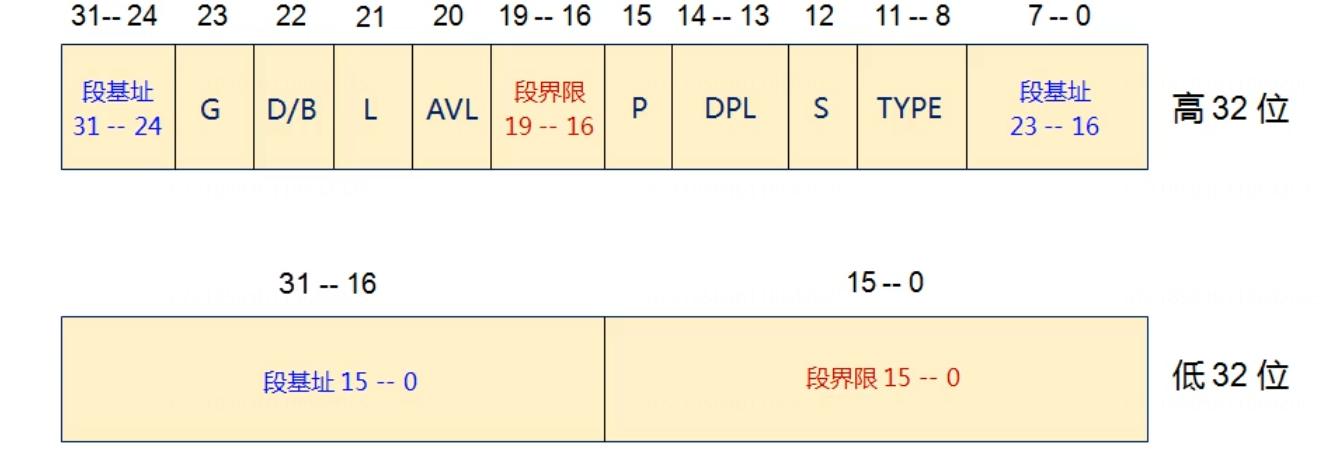 31-- 24 23 22 21 20 19 -- 16 15 14 -- 13 12 11 -- 8 7 -- 0
段基址
31 -- 24
G
D/B
L
AVL
段界限
19 -- 16
P
DPL
S
TYPE
段基址
23 -- 16
高 32 位
31 -- 16 15 -- 0
段基址 15 -- 0
段界限 15 -- 0
低 32 位